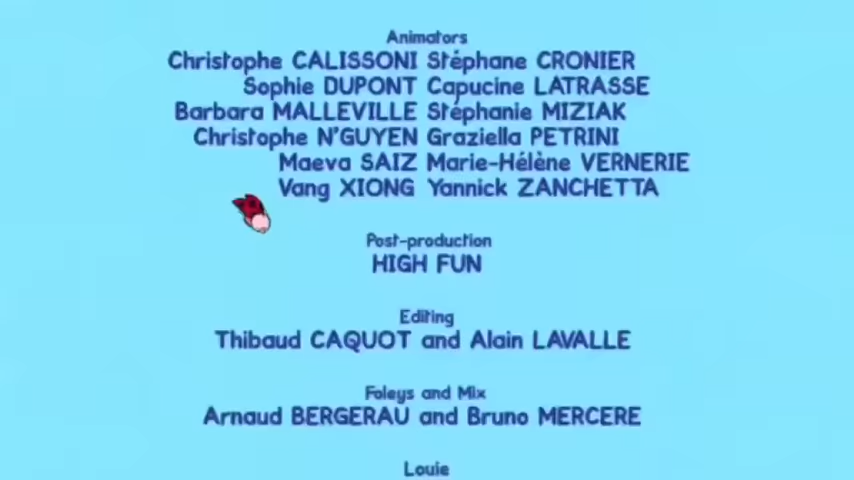 Animators
Christophe CALISSONI Stéphane CRONIER
Sophie DUPONT Capucine LATRASSE
Barbara MALLEVILLE Stéphanie MIZIAK
Christophe N'GUYEN Graziella PETRINI
Maeva SAIZ Marie-Hélène VERNERIE
Vang XIONG Yannick ZANCHETTA
Post-production
HIGH FUN
Editing
Thibaud CAQUOT and Alain LAVALLE
Foleys and Mix
Arnaud BERGERAU and Bruno MERCERE
Louie